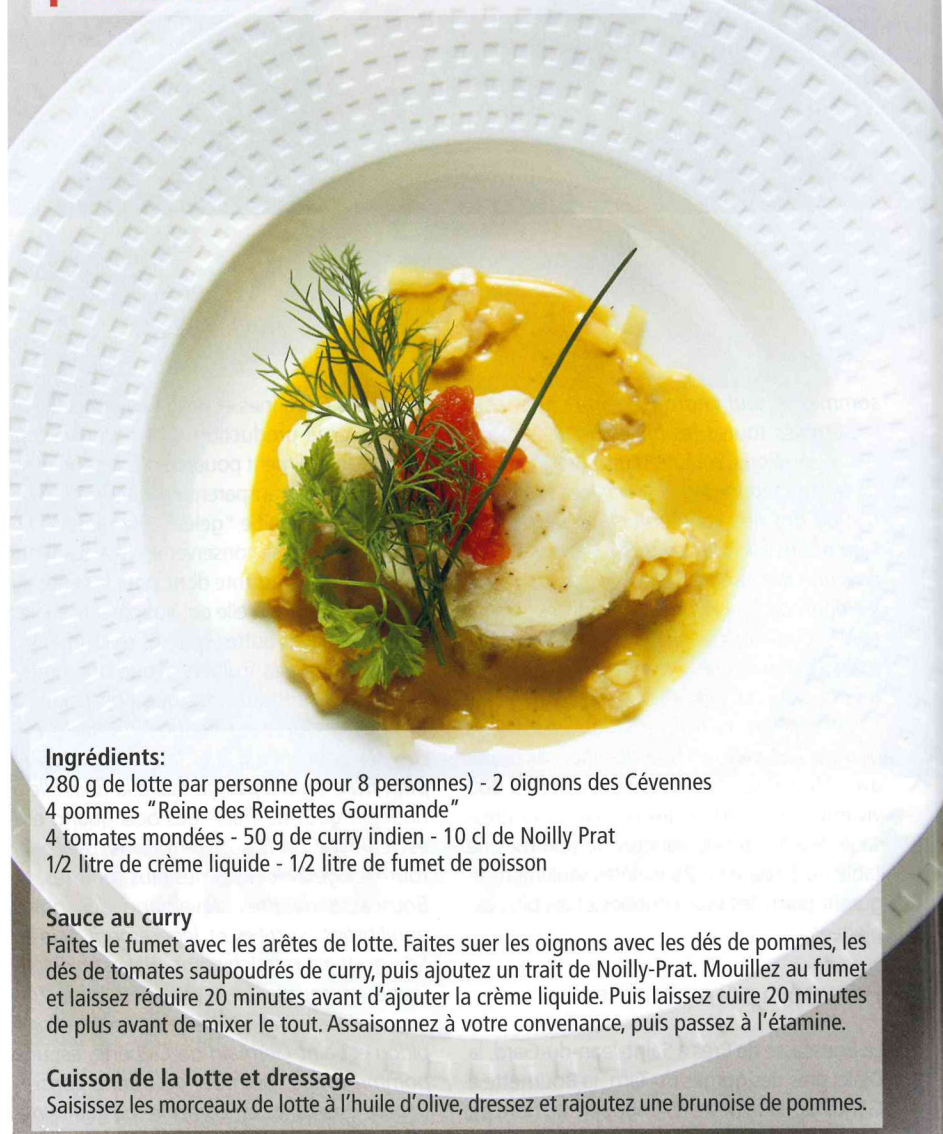 Ingrédients:
280 g de lotte par personne (pour 8 personnes) - 2 oignons des Cévennes
4 pommes “Reine des Reinettes Gourmande”
4 tomates mondées - 50 g de curry indien - 10 cl de Noilly Prat
1/2 litre de crème liquide - 1/2 litre de fumet de poisson
Sauce au curry
Faites le fumet avec les arêtes de lotte. Faites suer les oignons avec les dés de pommes, les
dés de tomates saupoudrés de curry, puis ajoutez un trait de Noilly-Prat. Mouillez au fumet
et laissez réduire 20 minutes avant d’ajouter la crème liquide. Puis laissez cuire 20 minutes
de plus avant de mixer le tout. Assaisonnez à votre convenance, puis passez à l’étamine.
Cuisson de la lotte et dressage
Saisissez les morceaux de lotte à l’huile d’olive, dressez et rajoutez une brunoise de pommes.